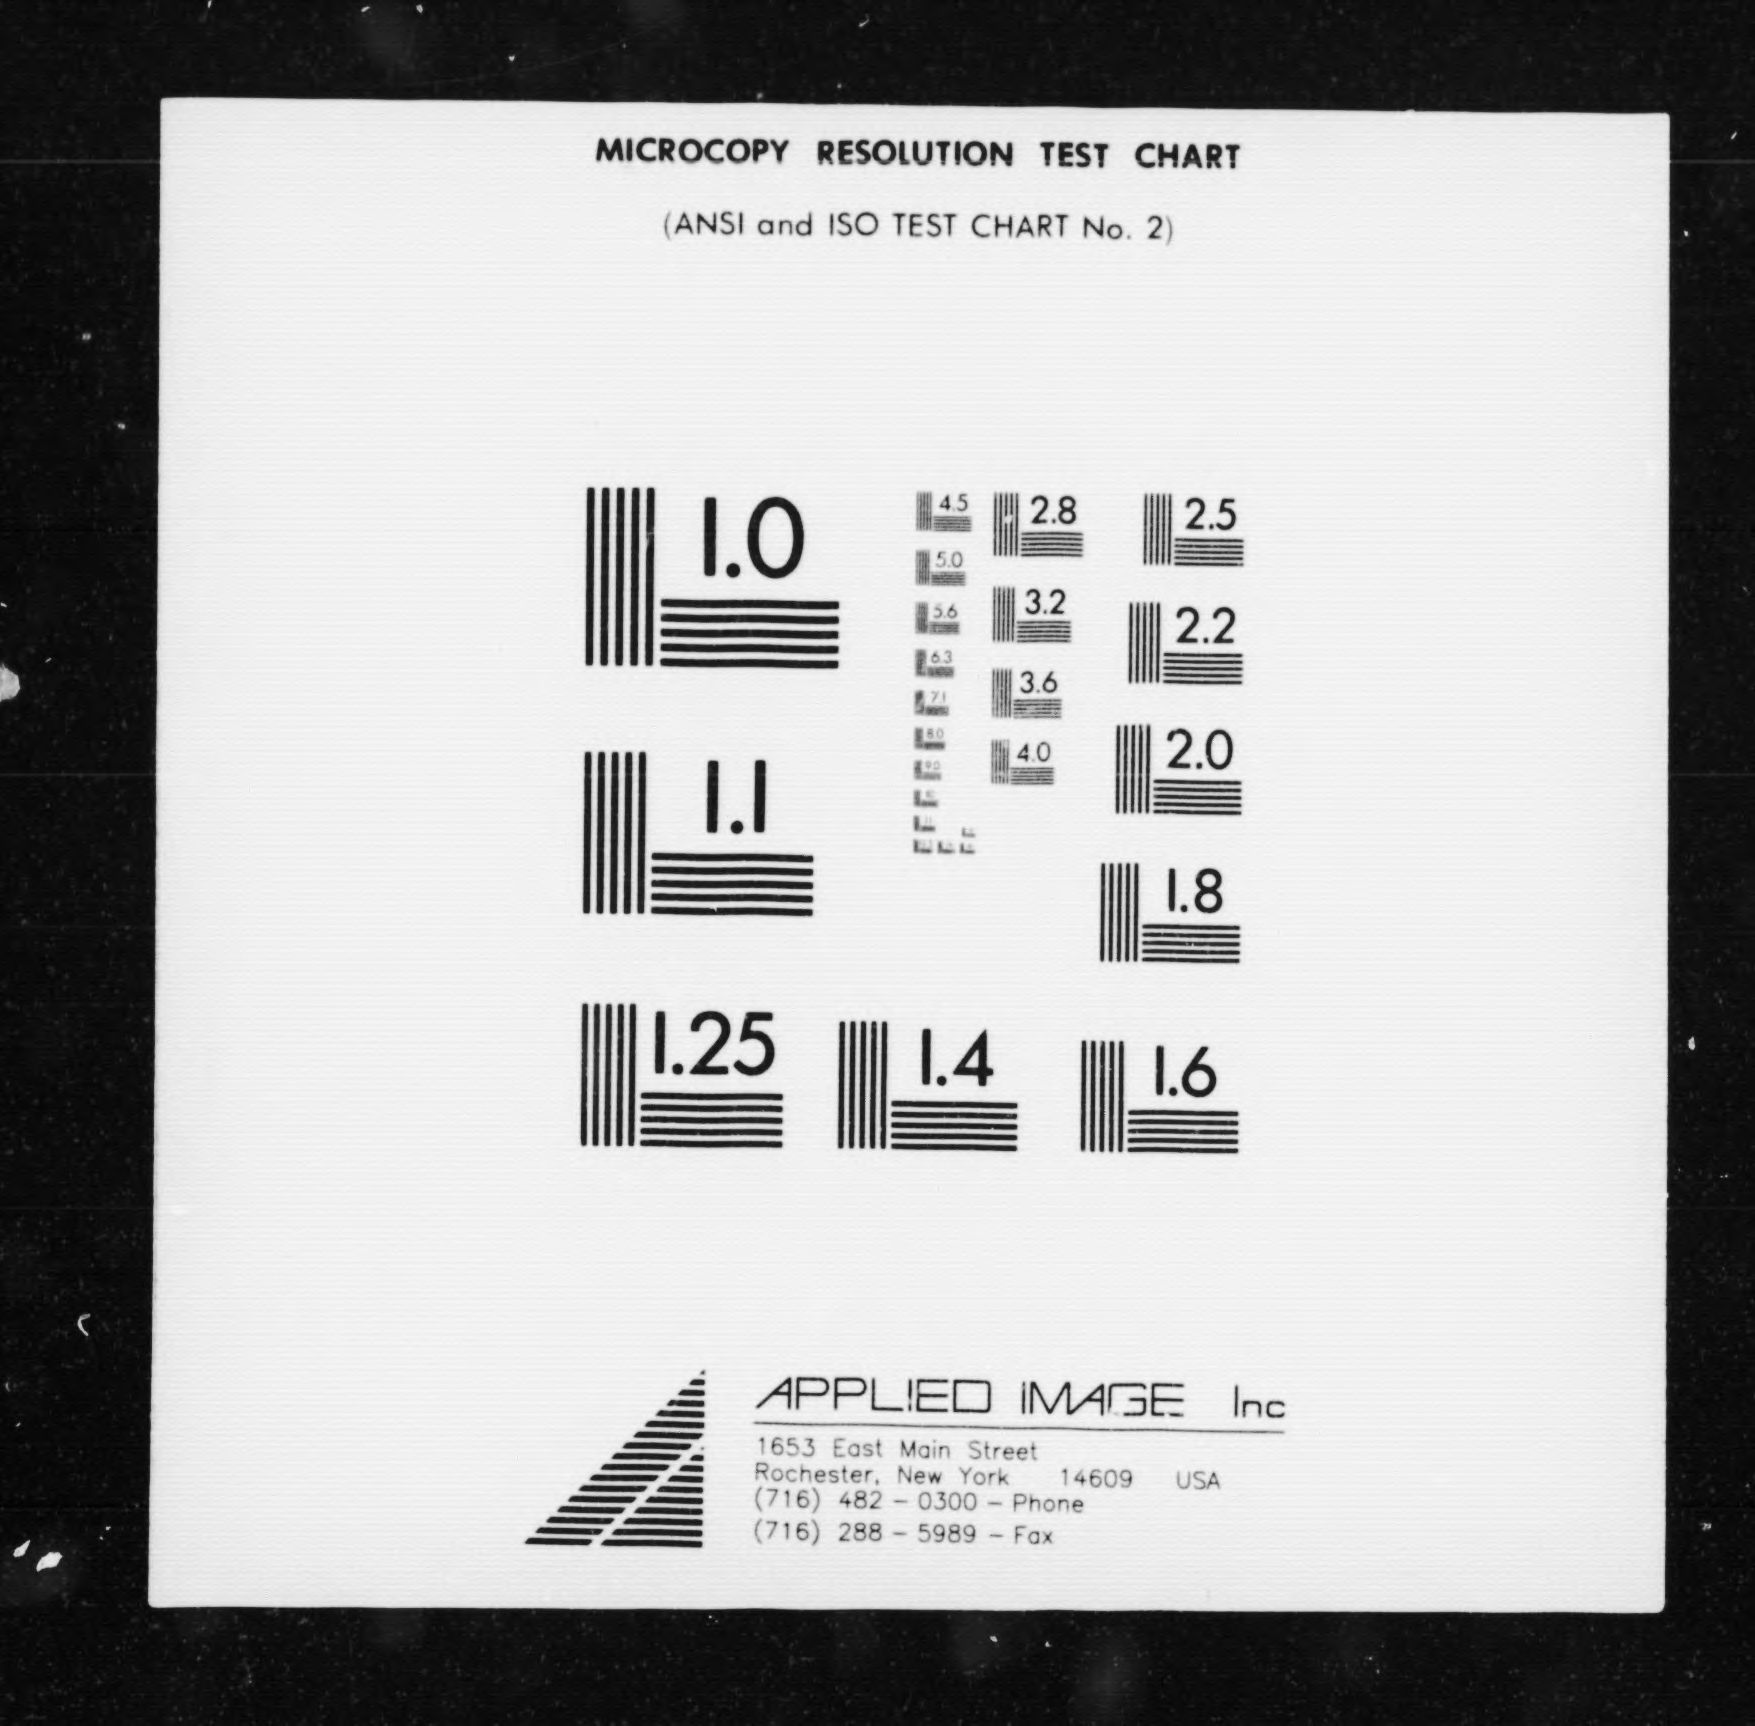 MICROCOPY RESOLUTION TEST CHART
(ANSI and ISO TEST CHART No. 2)
1.0
4.5
2.8
2.5
5.0
3.2
5.6
2.2
6.3
3.6
7.1
8.0
4.0
2.0
9.0
1.1
1.8
1.25
1.4
1.6
APPLIED IMAGE Inc
1653 East Main Street
Rochester, New York 14609 USA
(716) 482 - 0300 - Phone
(716) 288 - 5989 - Fax